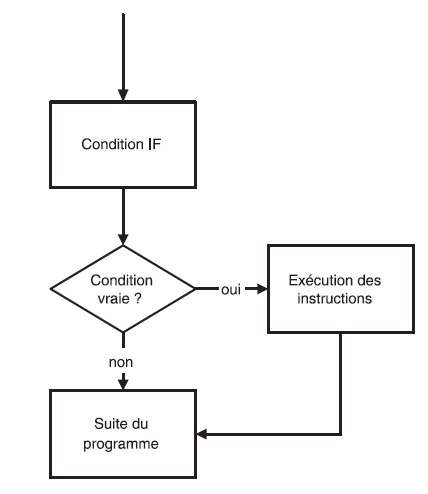 Condition IF
Condition
vraie ?
oui
Exécution des
instructions
non
Suite du
programme